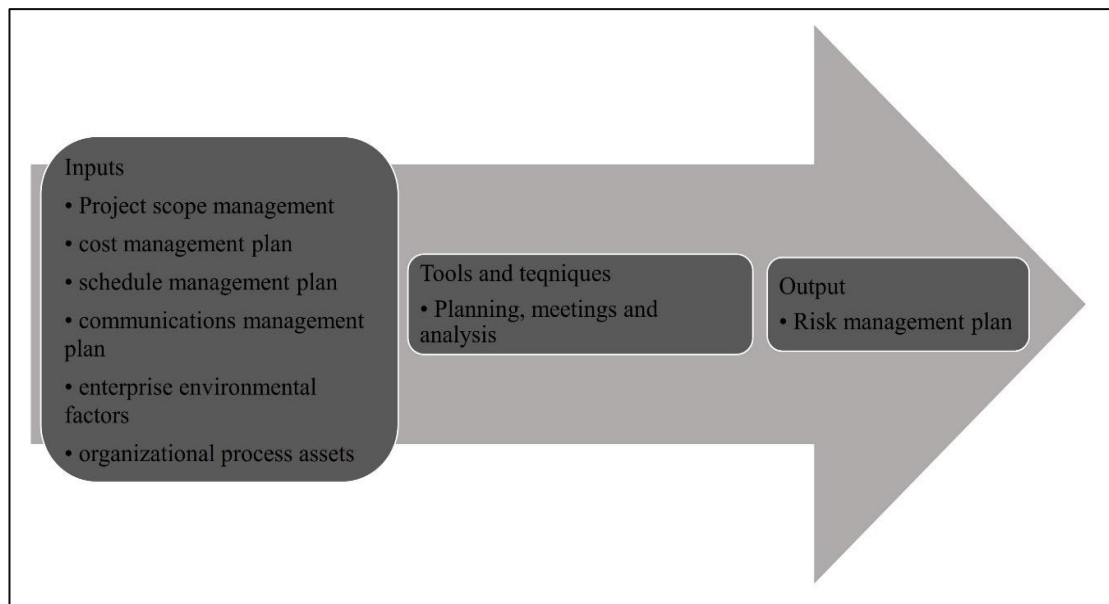 Inputs
• Project scope management
• cost management plan
• schedule management plan
• communications management
plan
• enterprise environmental
factors
• organizational process assets
Tools and teqniques
• Planning, meetings and
analysis
Output
• Risk management plan